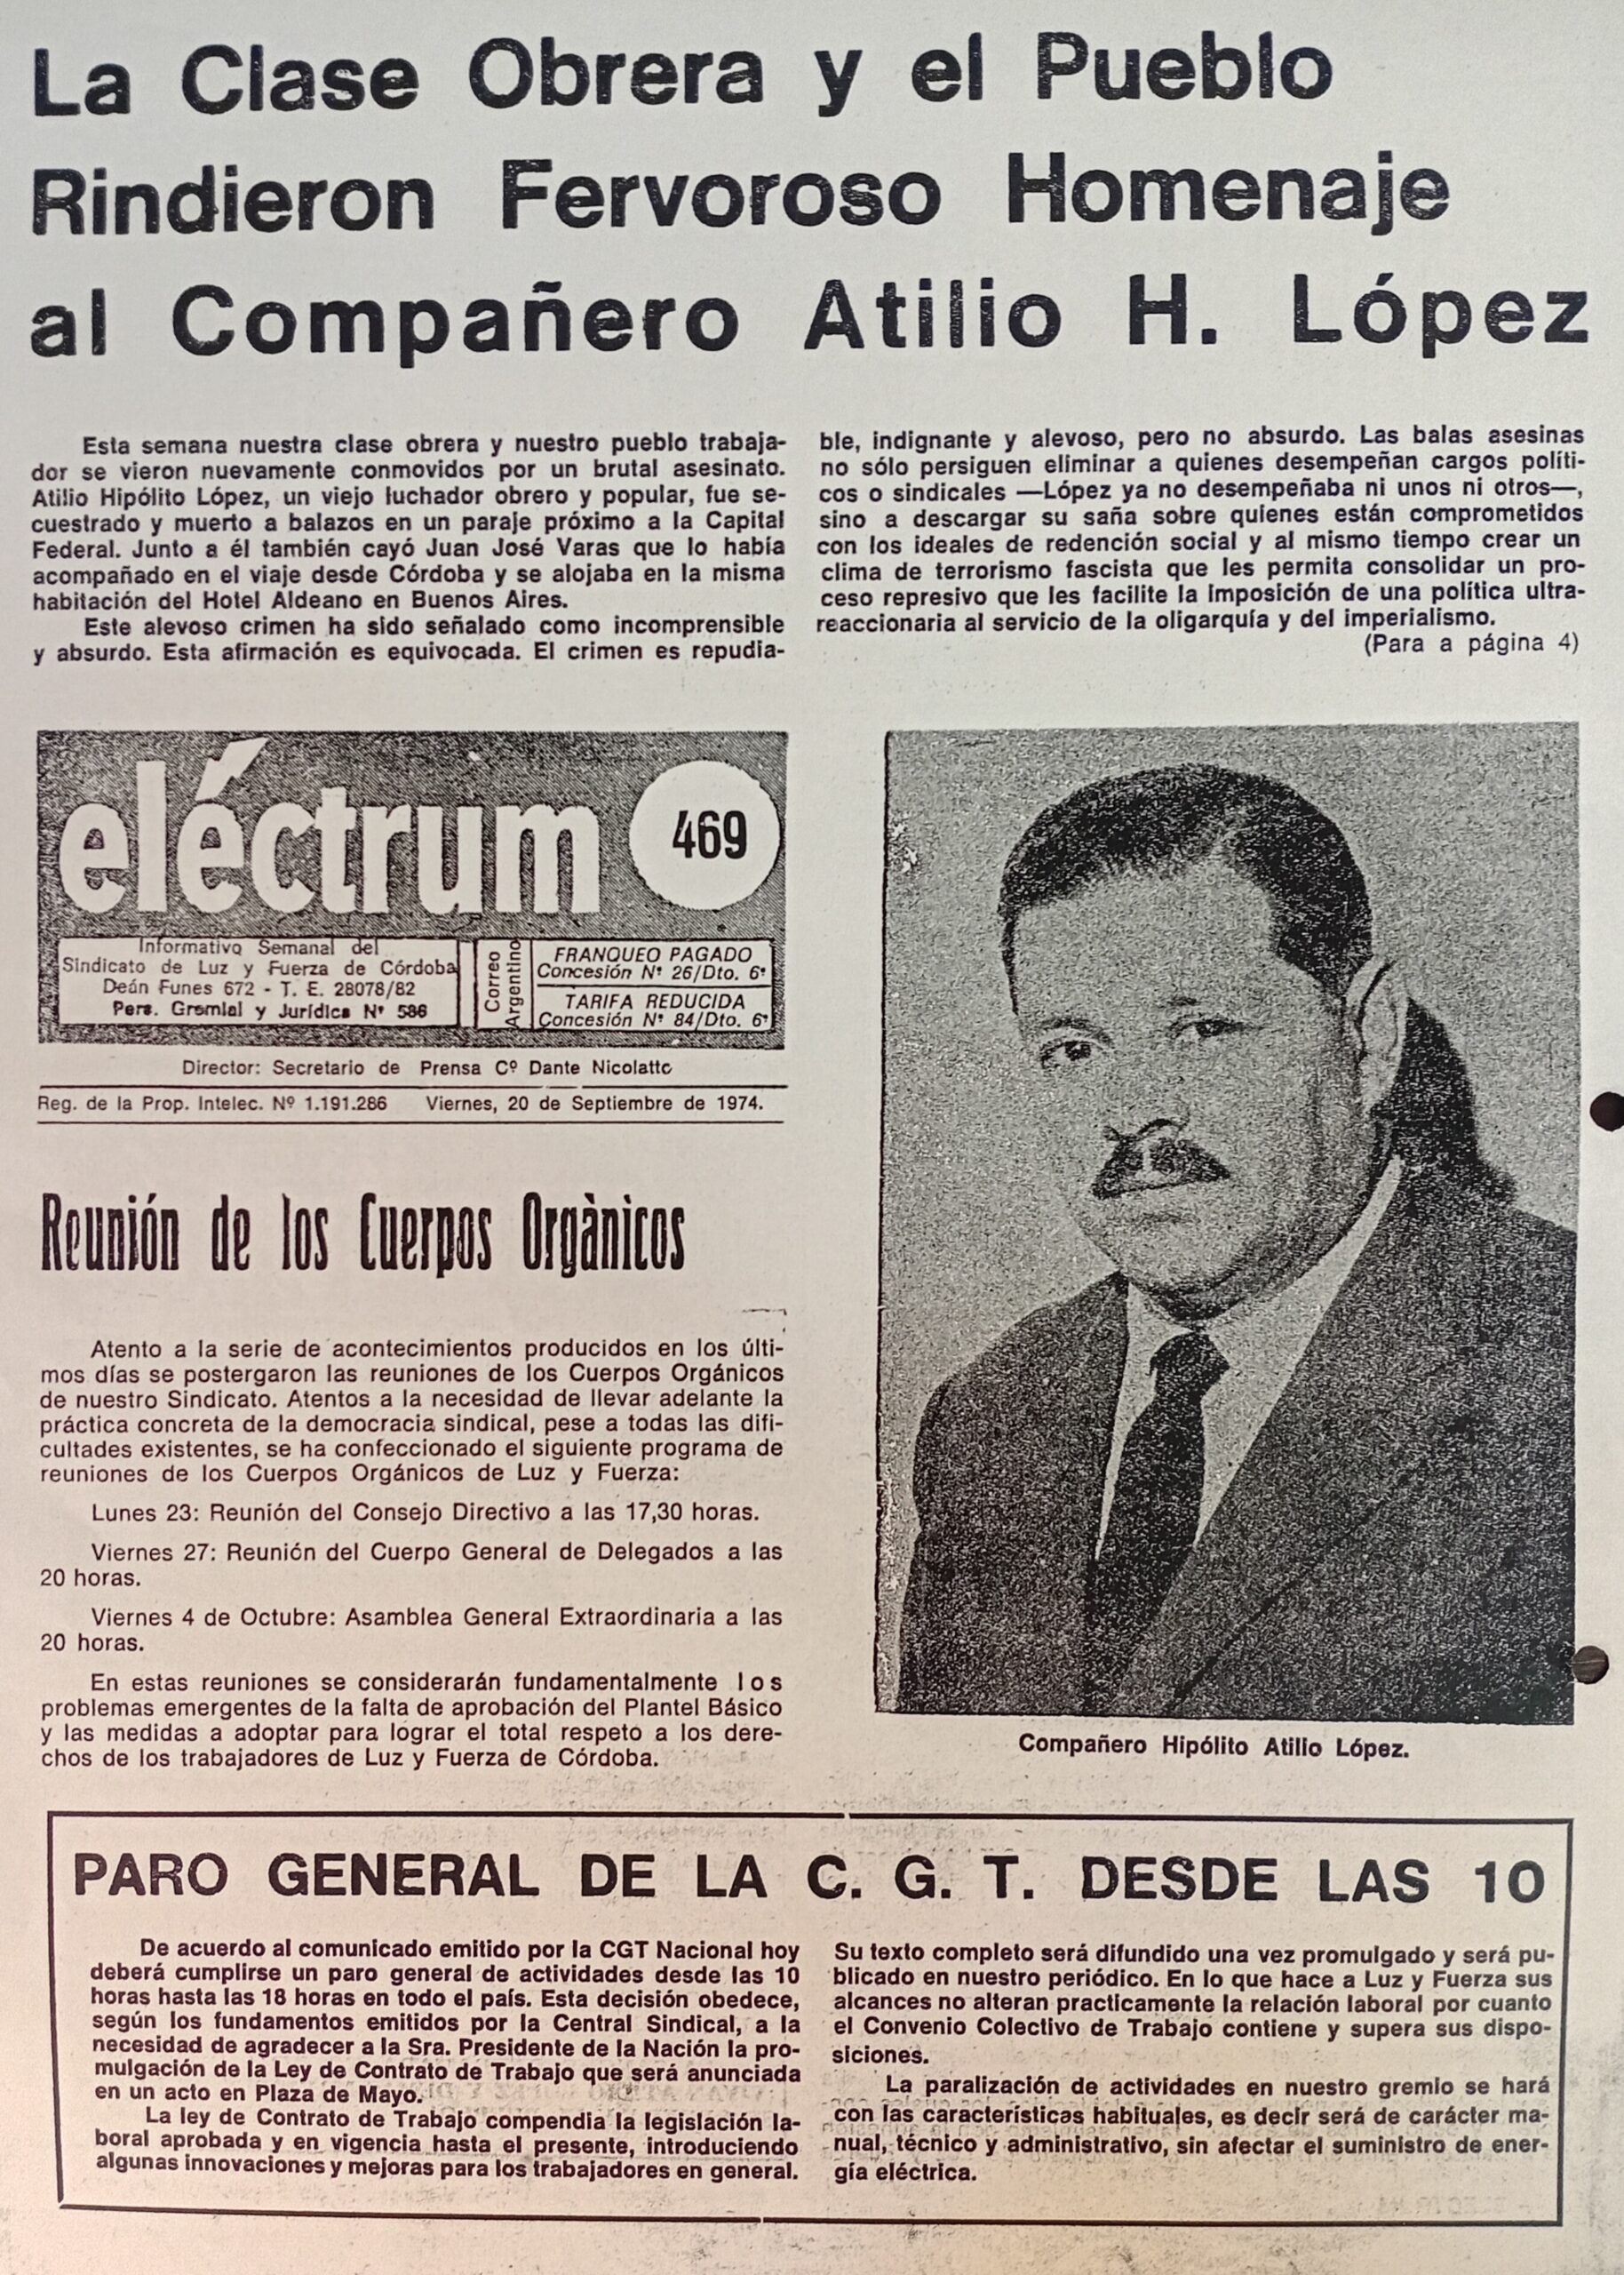 La Clase Obrera y el Pueblo
Rindieron Fervoroso Homenaje
al Compañero Atilio H. López
Esta semana nuestra clase obrera y nuestro pueblo trabaja-
dor se vieron nuevamente conmovidos por un brutal asesinato.
Atilio Hipólito López, un viejo luchador obrero y popular, fue se-
cuestrado y muerto a balazos en un paraje próximo a la Capital
Federal. Junto a él también cayó Juan José Varas que lo había
acompañado en el viaje desde Córdoba y se alojaba en la misma
habitación del Hotel Aldeano en Buenos Aires.
Este alevoso crimen ha sido señalado como incomprensible
y absurdo. Esta afirmación es equivocada. El crimen es repudia-
ble, indignante y alevoso, pero no absurdo. Las balas asesinas
no sólo persiguen eliminar a quienes desempeñan cargos políti-
cos o sindicales —López ya no desempeñaba ni unos ni otros—,
sino a descargar su saña sobre quienes están comprometidos
con los ideales de redención social y al mismo tiempo crear un
clima de terrorismo fascista que les permita consolidar un pro-
ceso represivo que les facilite la imposición de una política ultra-
reaccionaria al servicio de la oligarquía y del imperialismo.
(Para a página 4)
eléctrum
469
Informativo Semanal del
Sindicato de Luz y Fuerza de Córdoba
Deán Funes 672 - T. E. 28078/82
Pers. Gremial y Jurídica Nº 586
Correo
Argentino
FRANQUEO PAGADO
Concesión Nº 26/Dto. 6º
TARIFA REDUCIDA
Concesión Nº 84/Dto. 6º
Director: Secretario de Prensa Cº Dante Nicolatto
Reg. de la Prop. Intelec. Nº 1.191.286 Viernes, 20 de Septiembre de 1974.
Reunión de los Cuerpos Orgànicos
Atento a la serie de acontecimientos producidos en los últi-
mos días se postergaron las reuniones de los Cuerpos Orgánicos
de nuestro Sindicato. Atentos a la necesidad de llevar adelante la
práctica concreta de la democracia sindical, pese a todas las difi-
cultades existentes, se ha confeccionado el siguiente programa de
reuniones de los Cuerpos Orgánicos de Luz y Fuerza:
Lunes 23: Reunión del Consejo Directivo a las 17,30 horas.
Viernes 27: Reunión del Cuerpo General de Delegados a las
20 horas.
Viernes 4 de Octubre: Asamblea General Extraordinaria a las
20 horas.
En estas reuniones se considerarán fundamentalmente los
problemas emergentes de la falta de aprobación del Plantel Básico
y las medidas a adoptar para lograr el total respeto a los dere-
chos de los trabajadores de Luz y Fuerza de Córdoba.
Compañero Hipólito Atilio López.
PARO GENERAL DE LA C. G. T. DESDE LAS 10
De acuerdo al comunicado emitido por la CGT Nacional hoy
deberá cumplirse un paro general de actividades desde las 10
horas hasta las 18 horas en todo el país. Esta decisión obedece,
según los fundamentos emitidos por la Central Sindical, a la
necesidad de agradecer a la Sra. Presidente de la Nación la pro-
mulgación de la Ley de Contrato de Trabajo que será anunciada
en un acto en Plaza de Mayo.
La ley de Contrato de Trabajo compendia la legislación la-
boral aprobada y en vigencia hasta el presente, introduciendo
algunas innovaciones y mejoras para los trabajadores en general.
Su texto completo será difundido una vez promulgado y será pu-
blicado en nuestro periódico. En lo que hace a Luz y Fuerza sus
alcances no alteran practicamente la relación laboral por cuanto
el Convenio Colectivo de Trabajo contiene y supera sus dispo-
siciones.
La paralización de actividades en nuestro gremio se hará
con las características habituales, es decir será de carácter ma-
nual, técnico y administrativo, sin afectar el suministro de ener-
gía eléctrica.